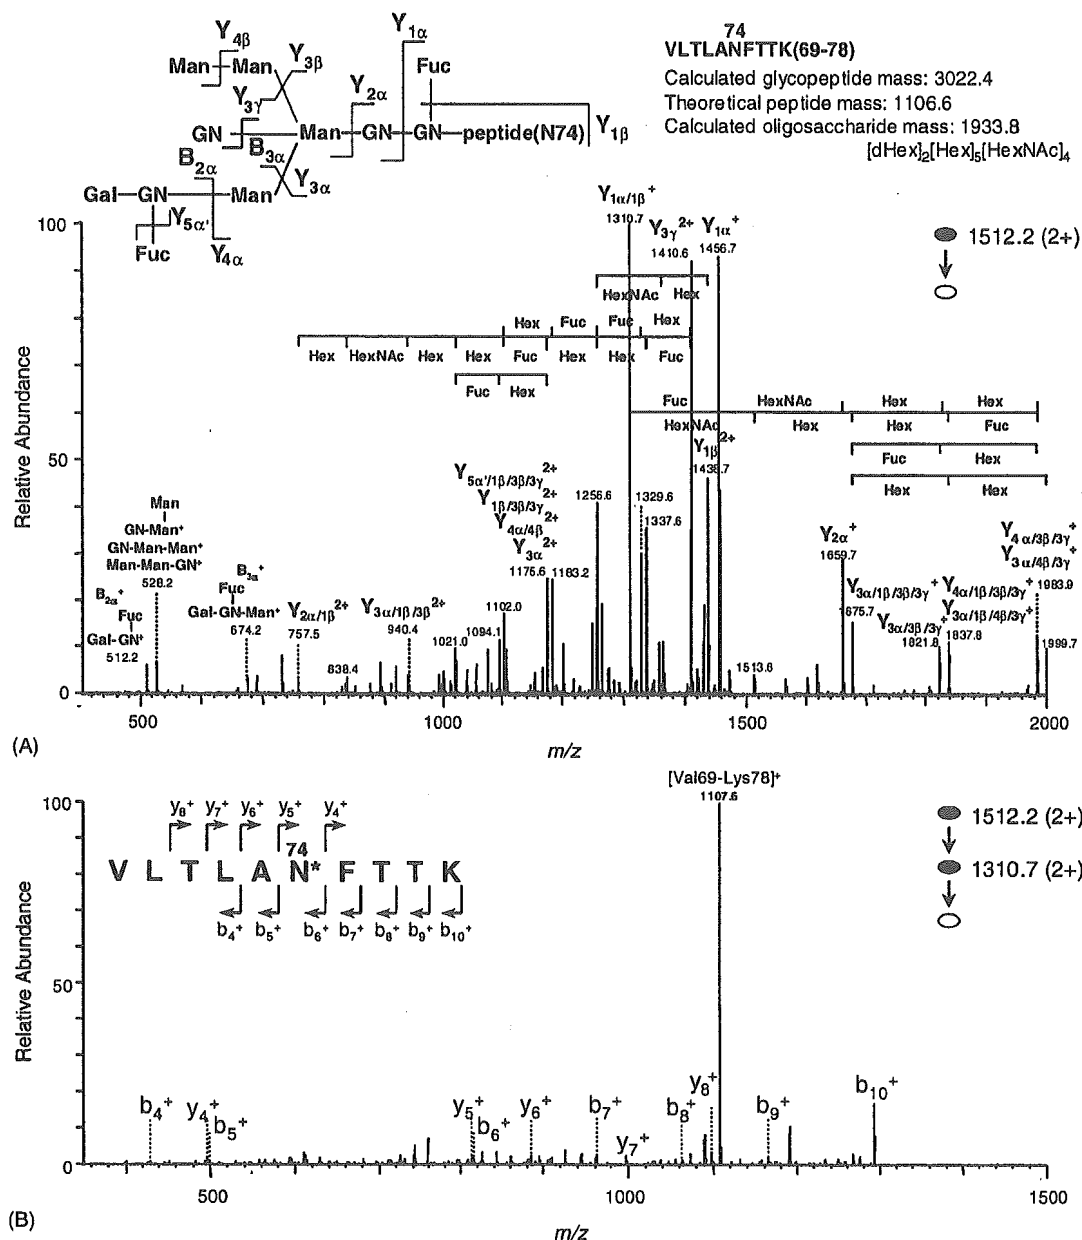 74
VLTLANFTTK(69-78)
Calculated glycopeptide mass: 3022.4
Theoretical peptide mass: 1106.6
Calculated oligosaccharide mass: 1933.8
[dHex]2[Hex]5[HexNAc]4
Y4β
Y3β
Y1α
Man Man
Fuc
Y3γ
Y2α
GN Man GN GN peptide(N74) Y1β
B2α B3α
Y3α
Gal GN Man
Y5α'
Fuc
Y4α
1512.2 (2+)
Relative Abundance
100
50
0
Y1α/1β+
1310.7
Y3γ2+
1410.6
Y1α+
1456.7
HexNAc Hex
Hex Fuc Fuc Hex
Hex HexNAc Hex Hex Fuc Hex Hex Fuc
Fuc Hex
Fuc HexNAc Hex Hex
HexNAc Hex Hex Fuc
Fuc Hex
Hex Hex
Y1β2+
1438.7
Y5α'/1β/3β/3γ2+
Y1β/3β/3γ2+
Y4α/4β2+
Y3α2+
1175.6 1183.2
1256.6
1329.6
1337.6
Man
GN-Man+
GN-Man-Man+
Man-Man-GN+
528.2
B2α+
Fuc
Gal-GN+
512.2
B3α+
Fuc
Gal-GN-Man+
674.2
Y2α/1β2+
757.5
838.4
Y3α/1β/3β2+
940.4
1021.0
1094.1
1102.0
1513.6
Y2α+
1659.7
Y3α/1β/3β/3γ+
1675.7
Y3α/3β/3γ+
1821.8
Y4α/1β/3β/3γ+
Y3α/1β/4β/3γ+
1837.8
Y4α/3β/3γ+
Y3α/4β/3γ+
1983.9
1999.7
500 1000 1500 2000
m/z
(A)
[Val69-Lys78]+
1107.6
1512.2 (2+)
1310.7 (2+)
y8+ y7+ y6+ y5+ y4+
74
V L T L A N* F T T K
b4+ b5+ b6+ b7+ b8+ b9+ b10+
Relative Abundance
100
50
0
b4+
y4+
b5+
y5+
b6+
y6+
b7+
y7+
b8+
y8+
b9+
b10+
500 1000 1500
m/z
(B)